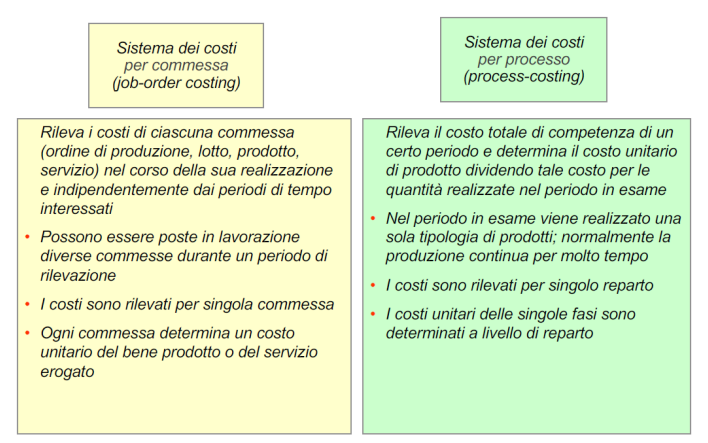 Sistema dei costi
per commessa
(job-order costing)
Sistema dei costi
per processo
(process-costing)
Rileva i costi di ciascuna commessa
(ordine di produzione, lotto, prodotto,
servizio) nel corso della sua realizzazione
e indipendentemente dai periodi di tempo
interessati
• Possono essere poste in lavorazione
diverse commesse durante un periodo di
rilevazione
• I costi sono rilevati per singola commessa
• Ogni commessa determina un costo
unitario del bene prodotto o del servizio
erogato
Rileva il costo totale di competenza di un
certo periodo e determina il costo unitario
di prodotto dividendo tale costo per le
quantità realizzate nel periodo in esame
• Nel periodo in esame viene realizzato una
sola tipologia di prodotti; normalmente la
produzione continua per molto tempo
• I costi sono rilevati per singolo reparto
• I costi unitari delle singole fasi sono
determinati a livello di reparto